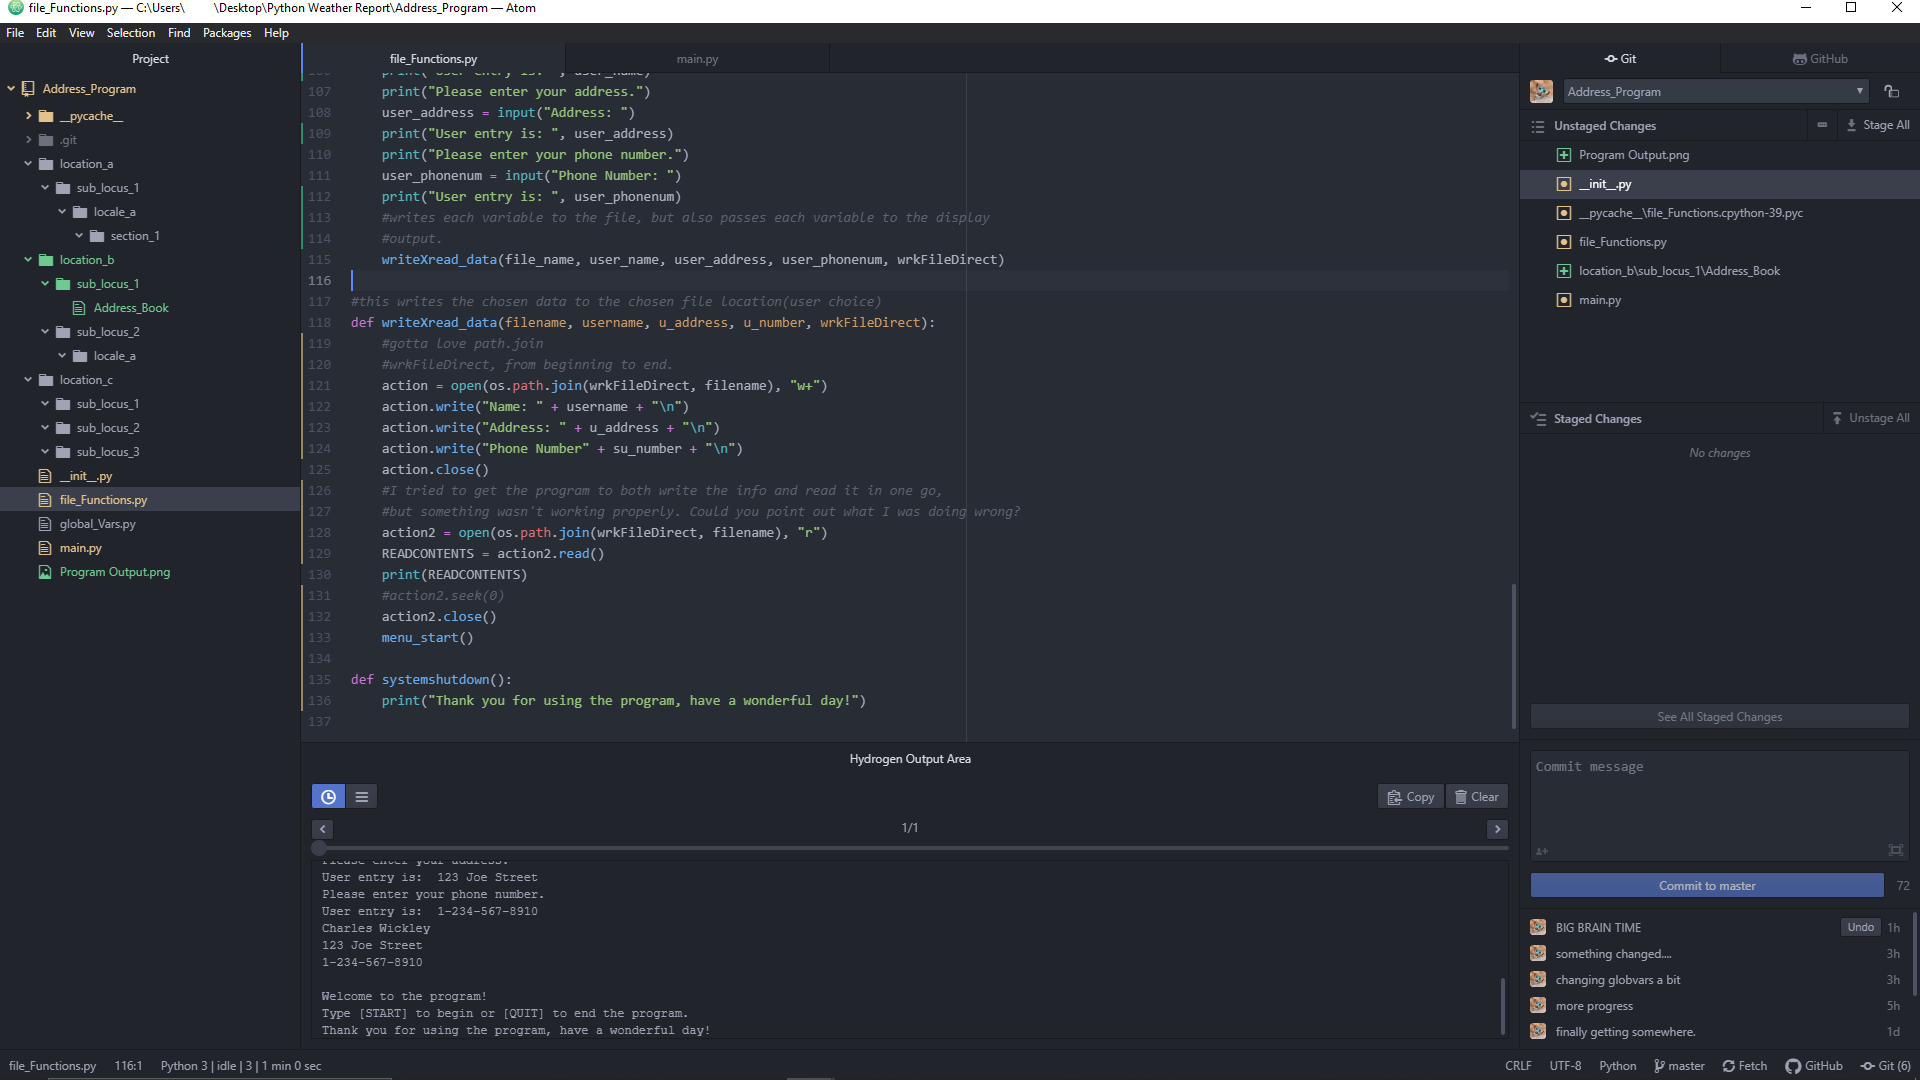 file_Functions.py — C:\Users\ \Desktop\Python Weather Report\Address_Program — Atom
File Edit View Selection Find Packages Help
Project
Address_Program
__pycache__
.git
location_a
sub_locus_1
locale_a
section_1
location_b
sub_locus_1
Address_Book
sub_locus_2
locale_a
location_c
sub_locus_1
sub_locus_2
sub_locus_3
__init__.py
file_Functions.py
global_Vars.py
main.py
Program Output.png
file_Functions.py
main.py
106 print("User entry is: ", user_name)
107 print("Please enter your address.")
108 user_address = input("Address: ")
109 print("User entry is: ", user_address)
110 print("Please enter your phone number.")
111 user_phonenum = input("Phone Number: ")
112 print("User entry is: ", user_phonenum)
113 #writes each variable to the file, but also passes each variable to the display
114 #output.
115 writeXread_data(file_name, user_name, user_address, user_phonenum, wrkFileDirect)
116
117 #this writes the chosen data to the chosen file location(user choice)
118 def writeXread_data(filename, username, u_address, u_number, wrkFileDirect):
119 #gotta love path.join
120 #wrkFileDirect, from beginning to end.
121 action = open(os.path.join(wrkFileDirect, filename), "w+")
122 action.write("Name: " + username + "\n")
123 action.write("Address: " + u_address + "\n")
124 action.write("Phone Number" + su_number + "\n")
125 action.close()
126 #I tried to get the program to both write the info and read it in one go,
127 #but something wasn't working properly. Could you point out what I was doing wrong?
128 action2 = open(os.path.join(wrkFileDirect, filename), "r")
129 READCONTENTS = action2.read()
130 print(READCONTENTS)
131 #action2.seek(0)
132 action2.close()
133 menu_start()
134
135 def systemshutdown():
136 print("Thank you for using the program, have a wonderful day!")
137
Hydrogen Output Area
Copy
Clear
1/1
Please enter your address.
User entry is: 123 Joe Street
Please enter your phone number.
User entry is: 1-234-567-8910
Charles Wickley
123 Joe Street
1-234-567-8910
Welcome to the program!
Type [START] to begin or [QUIT] to end the program.
Thank you for using the program, have a wonderful day!
Git
GitHub
Address_Program
Unstaged Changes
Stage All
Program Output.png
__init__.py
__pycache__\file_Functions.cpython-39.pyc
file_Functions.py
location_b\sub_locus_1\Address_Book
main.py
Staged Changes
Unstage All
No changes
See All Staged Changes
Commit message
Commit to master
72
BIG BRAIN TIME Undo 1h
something changed.... 3h
changing globvars a bit 3h
more progress 5h
finally getting somewhere. 1d
file_Functions.py 116:1 Python 3 | idle | 3 | 1 min 0 sec
CRLF UTF-8 Python master Fetch GitHub Git (6)